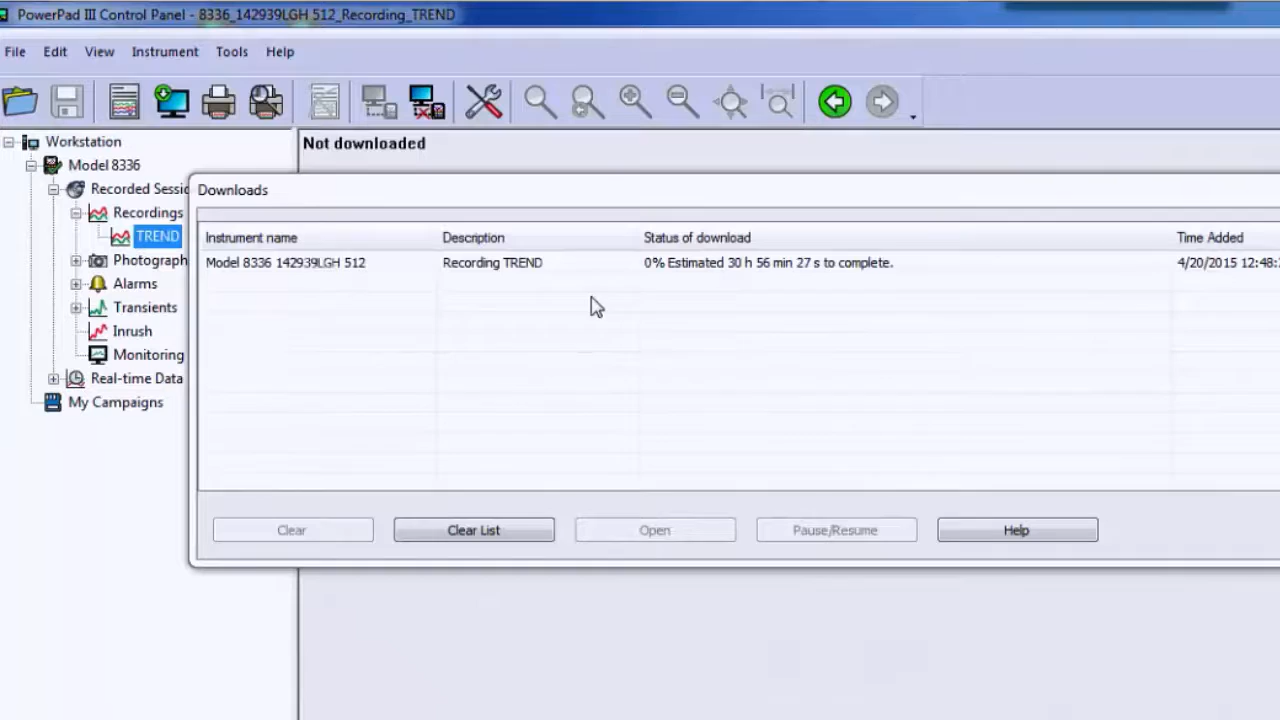 PowerPad III Control Panel - 8336_142939LGH 512_Recording_TREND
File Edit View Instrument Tools Help
Workstation
Not downloaded
Model 8336
Recorded
Downloads
Recordings
TREND
Instrument name Description Status of download Time Added
Photograph
Model 8336 142939LGH 512 Recording TREND 0% Estimated 30 h 56 min 27 s to complete. 4/20/2015
Alarms
Transients
Inrush
Monitoring
Real-time Data
My Campaigns
Clear Clear List Open Pause/Resume Help